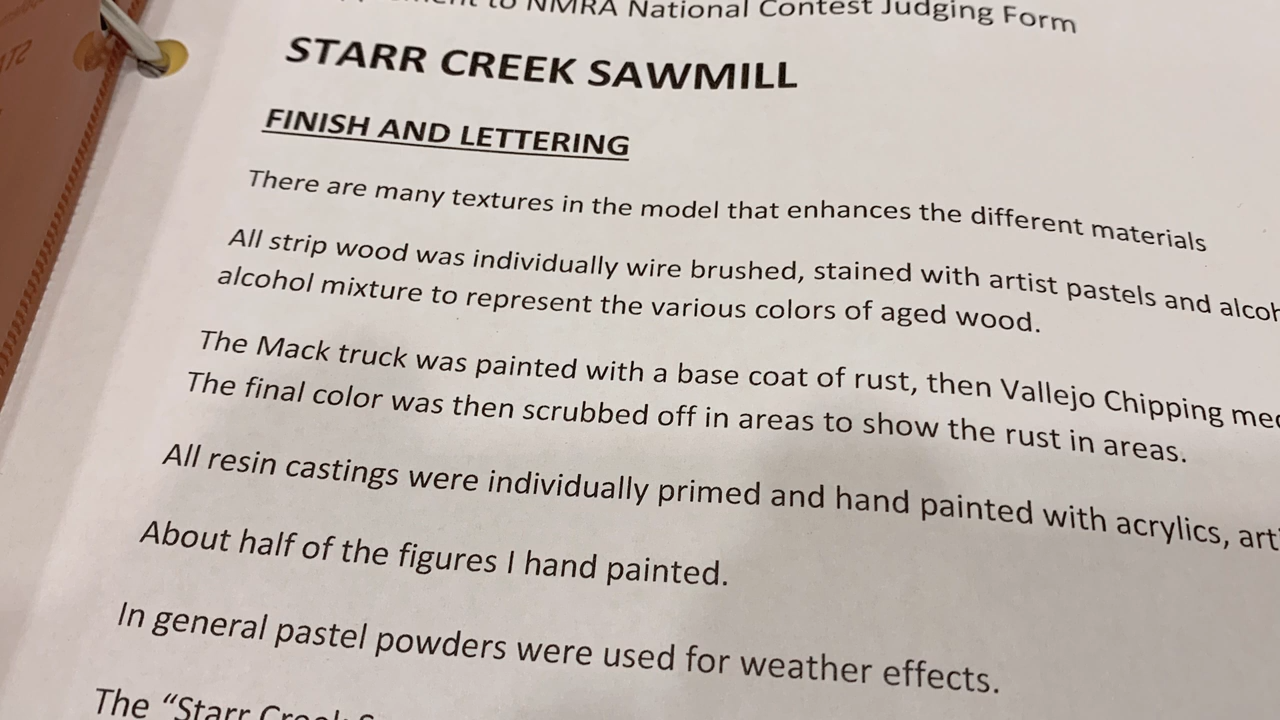 to NMRA National Contest Judging Form
STARR CREEK SAWMILL
FINISH AND LETTERING
There are many textures in the model that enhances the different materials
All strip wood was individually wire brushed, stained with artist pastels and
alcohol mixture to represent the various colors of aged wood.
The Mack truck was painted with a base coat of rust, then Vallejo Chipping
The final color was then scrubbed off in areas to show the rust in areas.
All resin castings were individually primed and hand painted with acrylics,
About half of the figures I hand painted.
In general pastel powders were used for weather effects.
The “Starr Creek